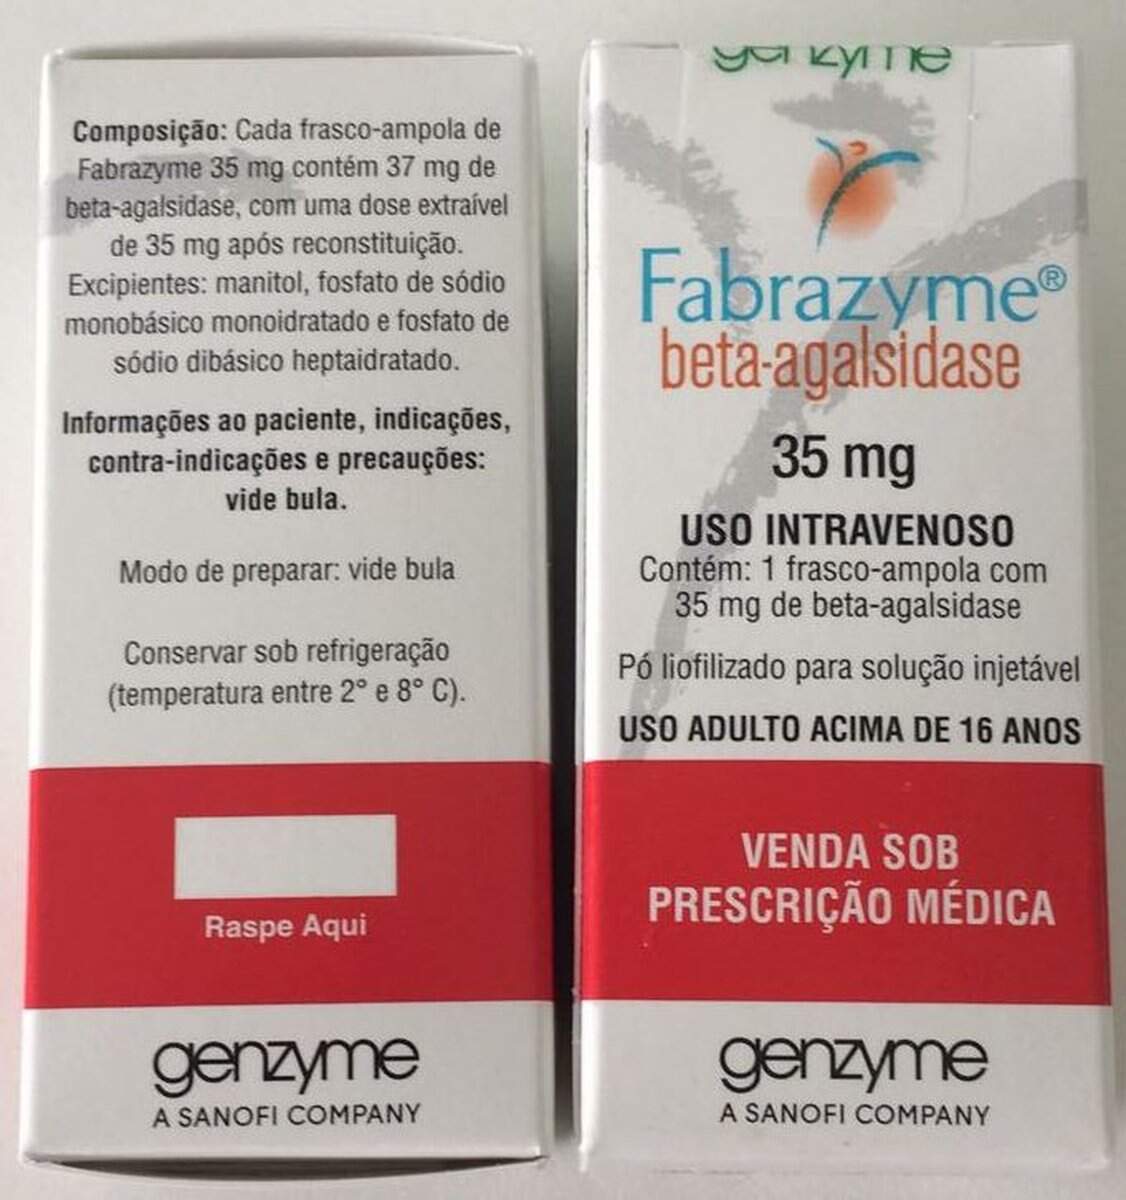 Composição: Cada frasco-ampola de
Fabrazyme 35 mg contém 37 mg de
beta-agalsidase, com uma dose extraível
de 35 mg após reconstituição.
Excipientes: manitol, fosfato de sódio
monobásico monoidratado e fosfato de
sódio dibásico heptaidratado.
Informações ao paciente, indicações,
contra-indicações e precauções:
vide bula.
Modo de preparar: vide bula
Conservar sob refrigeração
(temperatura entre 2° e 8° C).
Raspe Aqui
genzyme
A SANOFI COMPANY
genzyme
Fabrazyme®
beta-agalsidase
35 mg
USO INTRAVENOSO
Contém: 1 frasco-ampola com
35 mg de beta-agalsidase
Pó liofilizado para solução injetável
USO ADULTO ACIMA DE 16 ANOS
VENDA SOB
PRESCRIÇÃO MÉDICA
genzyme
A SANOFI COMPANY